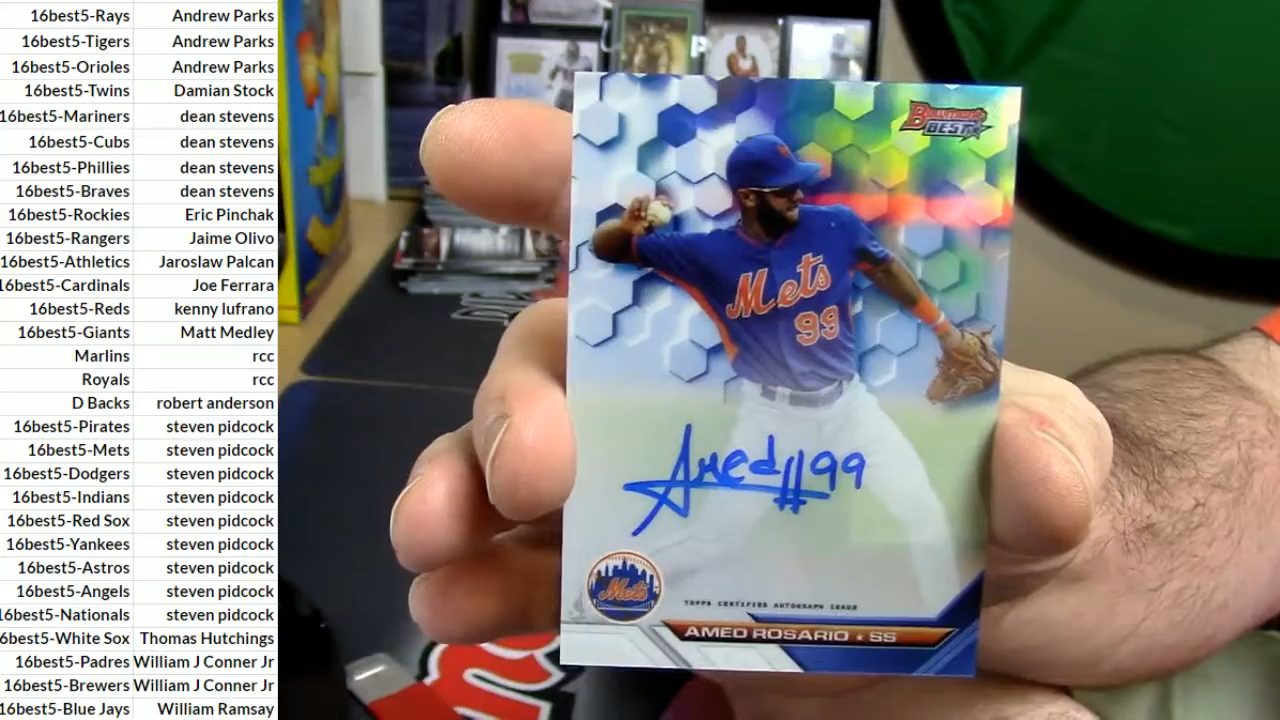 16best5-Rays Andrew Parks
16best5-Tigers Andrew Parks
16best5-Orioles Andrew Parks
16best5-Twins Damian Stock
16best5-Mariners dean stevens
16best5-Cubs dean stevens
16best5-Phillies dean stevens
16best5-Braves dean stevens
16best5-Rockies Eric Pinchak
16best5-Rangers Jaime Olivo
16best5-Athletics Jaroslaw Palcan
16best5-Cardinals Joe Ferrara
16best5-Reds kenny lufrano
16best5-Giants Matt Medley
Marlins rcc
Royals rcc
D Backs robert anderson
16best5-Pirates steven pidcock
16best5-Mets steven pidcock
16best5-Dodgers steven pidcock
16best5-Indians steven pidcock
16best5-Red Sox steven pidcock
16best5-Yankees steven pidcock
16best5-Astros steven pidcock
16best5-Angels steven pidcock
16best5-Nationals steven pidcock
6best5-White Sox Thomas Hutchings
16best5-Padres William J Conner Jr
16best5-Brewers William J Conner Jr
16best5-Blue Jays William Ramsay
BOWMAN'S
BEST
Mets
99
Amed #99
Mets
TOPPS CERTIFIED AUTOGRAPH ISSUE
AMED ROSARIO ★ SS